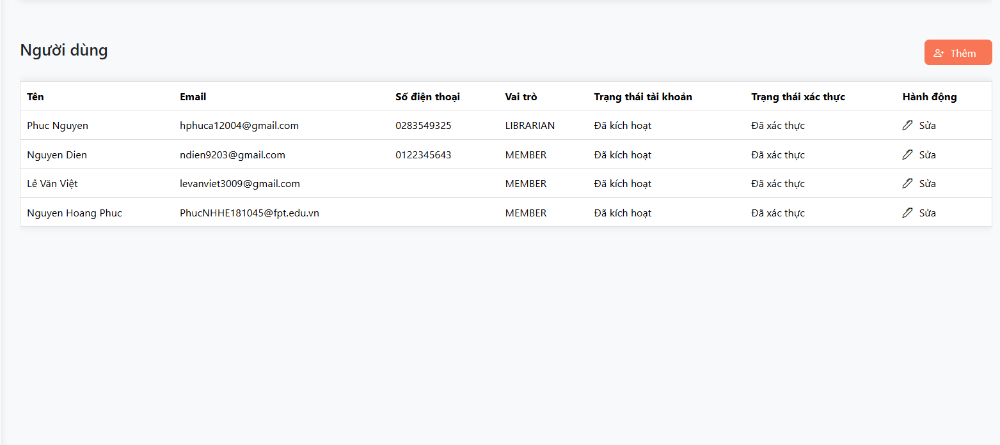 Người dùng
Thêm
Tên Email Số điện thoại Vai trò Trạng thái tài khoản Trạng thái xác thực Hành động
Phuc Nguyen hphuca12004@gmail.com 0283549325 LIBRARIAN Đã kích hoạt Đã xác thực Sửa
Nguyen Dien ndien9203@gmail.com 0122345643 MEMBER Đã kích hoạt Đã xác thực Sửa
Lê Văn Việt levanviet3009@gmail.com MEMBER Đã kích hoạt Đã xác thực Sửa
Nguyen Hoang Phuc PhucNHHE181045@fpt.edu.vn MEMBER Đã kích hoạt Đã xác thực Sửa